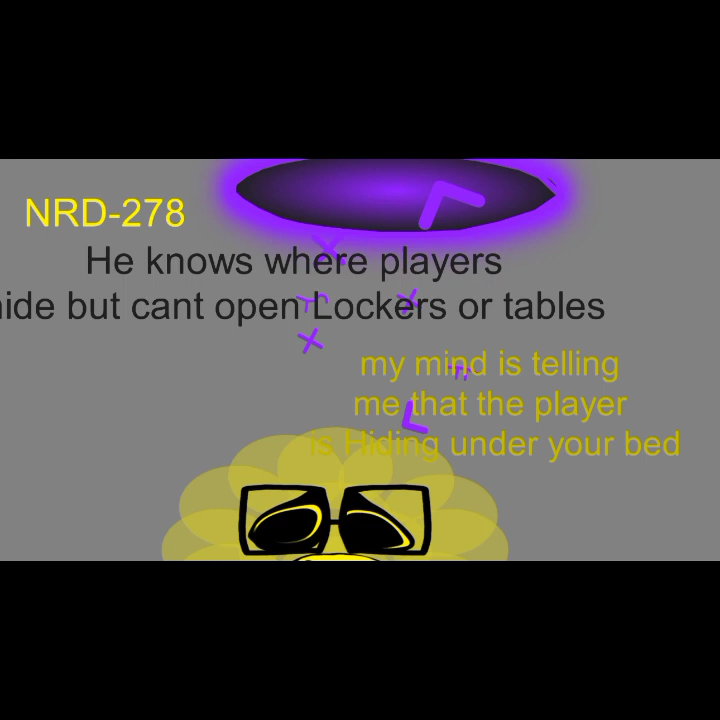 NRD-278
He knows where players
hide but cant open Lockers or tables
my mind is telling
me that the player
is Hiding under your bed